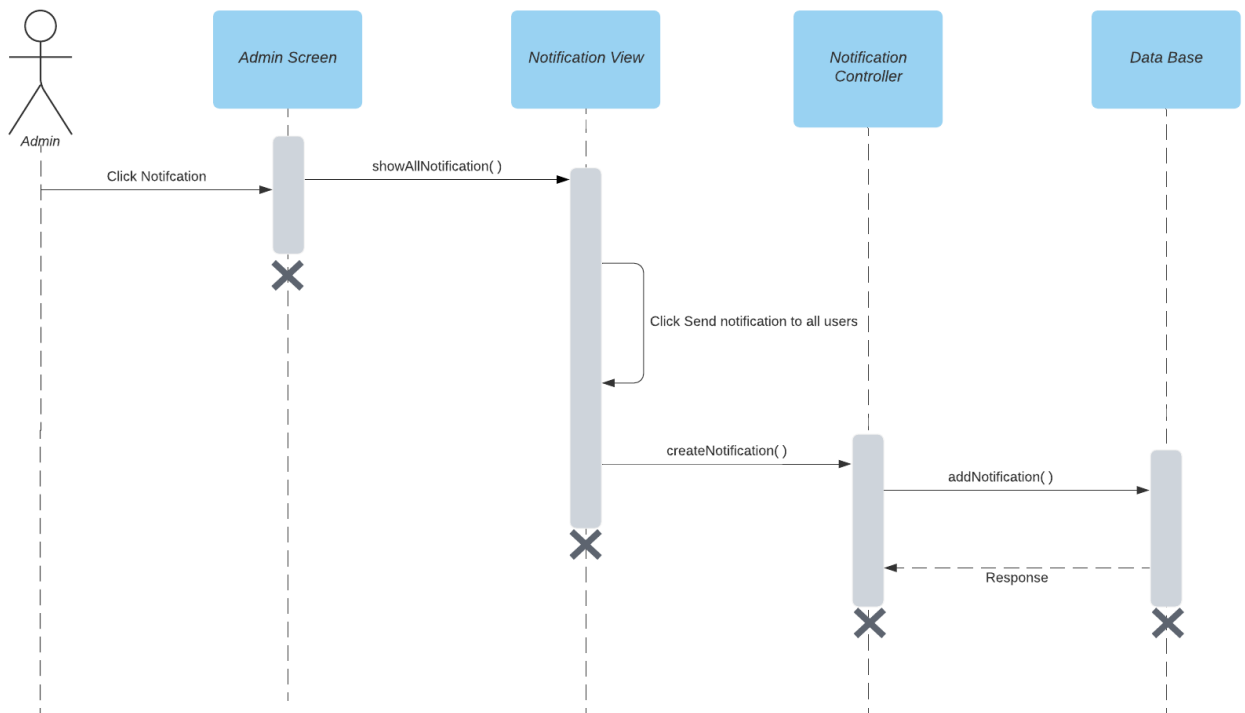 Admin Screen
Notification View
Notification
Controller
Data Base
Admin
Click Notifcation
showAllNotification( )
Click Send notification to all users
createNotification( )
addNotification( )
Response